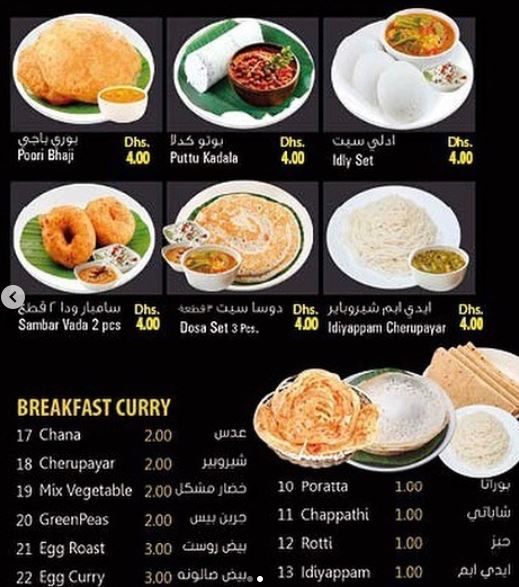 بوري باجي
Poori Bhaji
Dhs.
4.00
بوتو كدلا
Puttu Kadala
Dhs.
4.00
ادلي سيت
Idly Set
Dhs.
4.00
سامبار ودا ٢ قطع
Sambar Vada 2 pcs
Dhs.
4.00
دوسا سيت ٣ قطعة
Dosa Set 3 Pcs.
Dhs.
4.00
ايدي ايم شيروباير
Idiyappam Cherupayar
Dhs.
4.00
BREAKFAST CURRY
17 Chana 2.00 عدس
18 Cherupayar 2.00 شيروبير
19 Mix Vegetable 2.00 خضار مشكل
20 GreenPeas 2.00 جرين بيس
21 Egg Roast 3.00 بيض روست
22 Egg Curry 3.00 بيض صالونه
10 Poratta 1.00 بوراتا
11 Chappathi 1.00 شاباتي
12 Rotti 1.00 خبز
13 Idiyappam 1.00 ايدي ايم